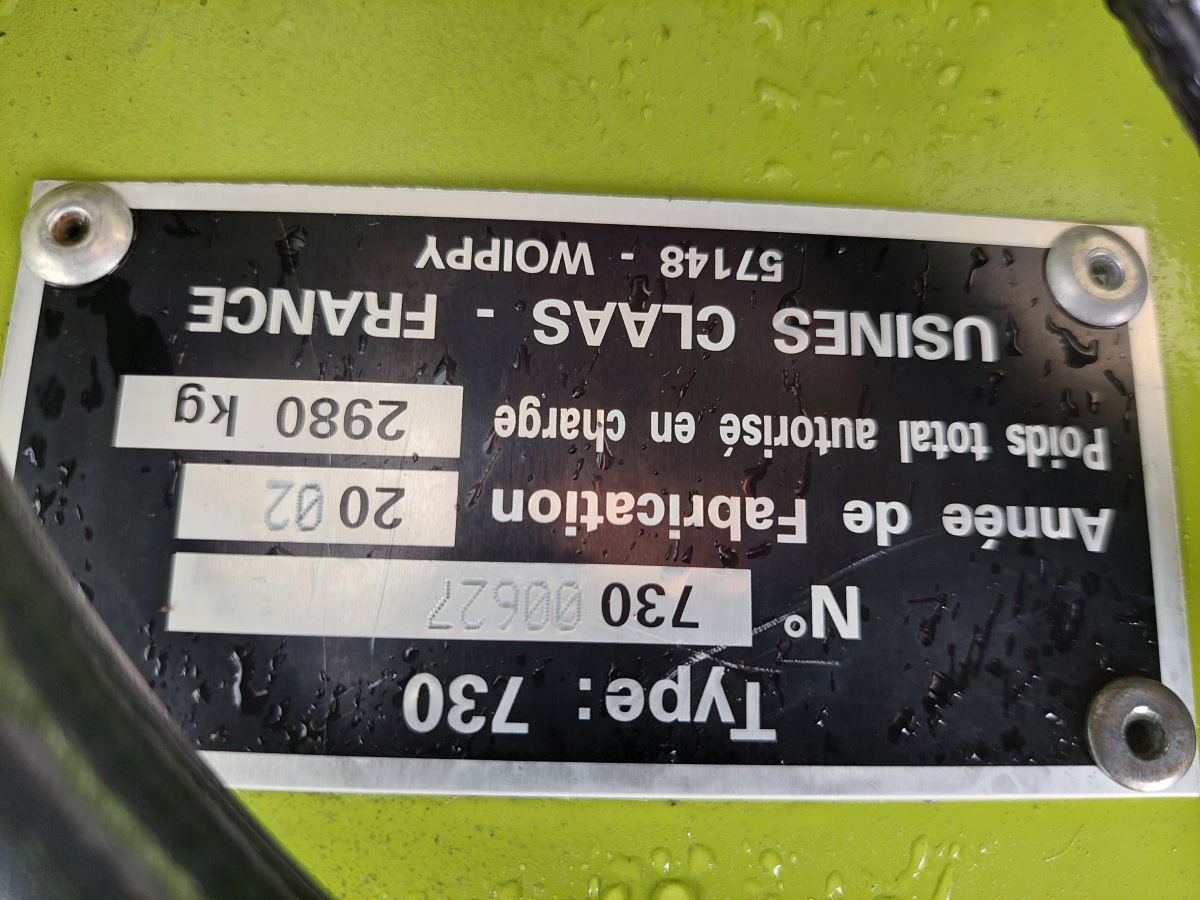 Type: 730
N° 730 00627
Année de Fabrication 20 02
Poids total autorisé en charge 2980 kg
USINES CLAAS - FRANCE
57148 - WOIPPY